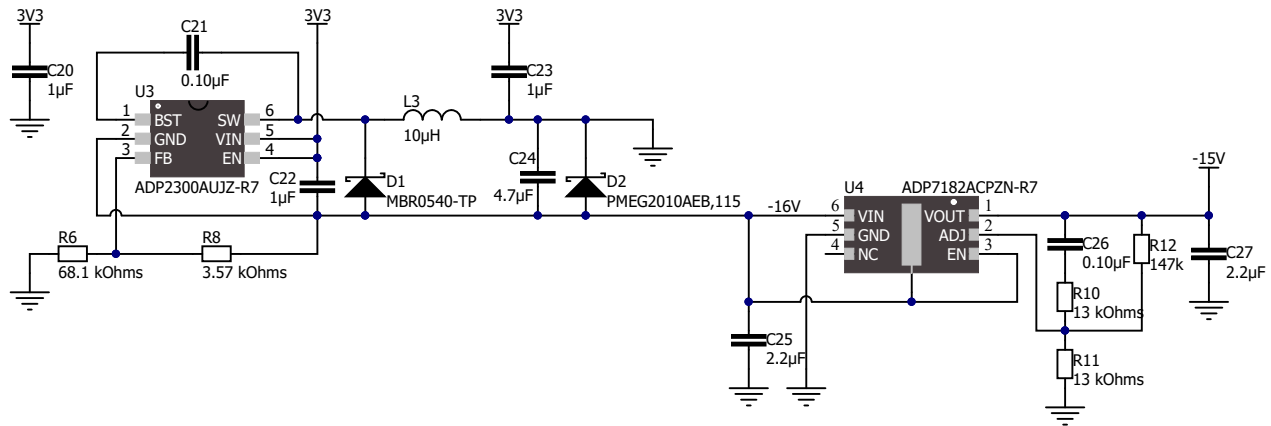 3V3
3V3
3V3
C21
0.10µF
C20
1µF
C23
1µF
U3
1
BST
SW
6
2
GND
VIN
5
3
FB
EN
4
ADP2300AUJZ-R7
L3
10µH
C22
1µF
D1
MBR0540-TP
C24
4.7µF
D2
PMEG2010AEB,115
-15V
U4
ADP7182ACPZN-R7
-16V
6
VIN
VOUT
1
5
GND
ADJ
2
4
NC
EN
3
R6
68.1 kOhms
R8
3.57 kOhms
C26
0.10µF
R12
147k
C27
2.2µF
R10
13 kOhms
C25
2.2µF
R11
13 kOhms